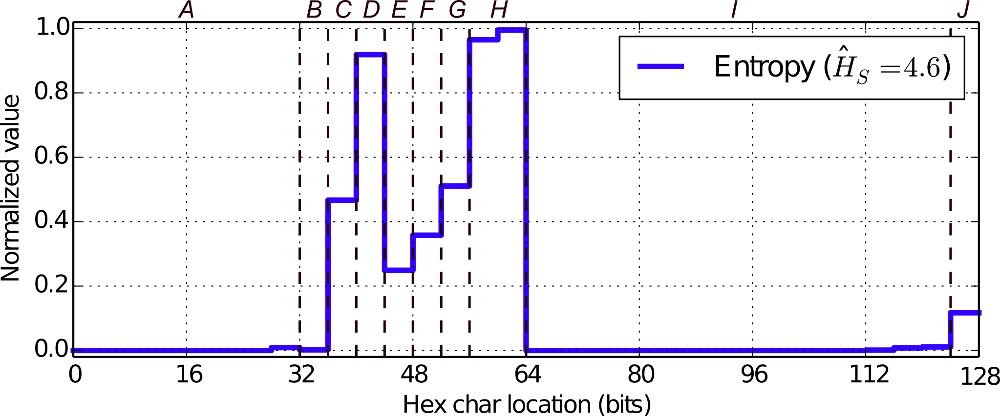 A B C D E F G H I J
1.0
0.8
0.6
0.4
0.2
0.0
Normalized value
Entropy (Ĥ_S = 4.6)
0 16 32 48 64 80 96 112 128
Hex char location (bits)